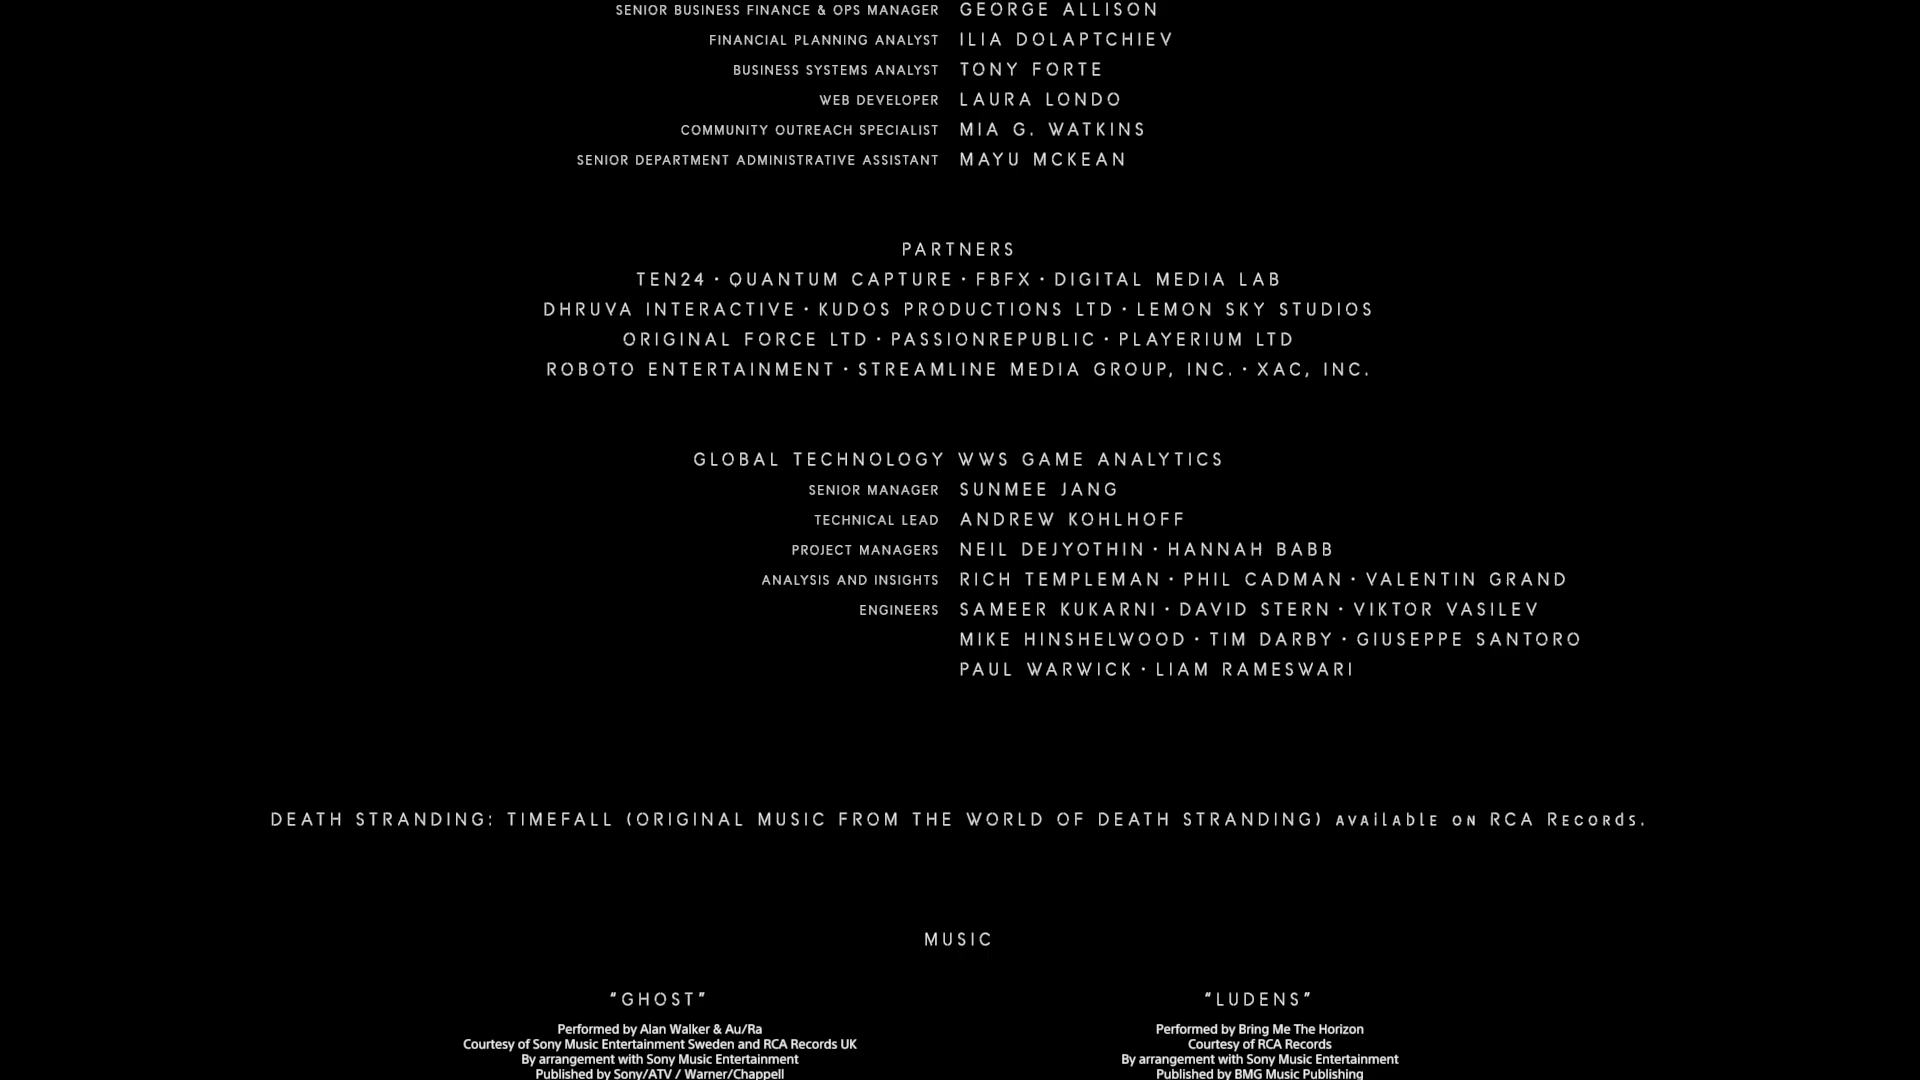 SENIOR BUSINESS FINANCE & OPS MANAGER GEORGE ALLISON
FINANCIAL PLANNING ANALYST ILIA DOLAPTCHIEV
BUSINESS SYSTEMS ANALYST TONY FORTE
WEB DEVELOPER LAURA LONDO
COMMUNITY OUTREACH SPECIALIST MIA G. WATKINS
SENIOR DEPARTMENT ADMINISTRATIVE ASSISTANT MAYU MCKEAN
PARTNERS
TEN24・QUANTUM CAPTURE・FBFX・DIGITAL MEDIA LAB
DHRUVA INTERACTIVE・KUDOS PRODUCTIONS LTD・LEMON SKY STUDIOS
ORIGINAL FORCE LTD・PASSIONREPUBLIC・PLAYERIUM LTD
ROBOTO ENTERTAINMENT・STREAMLINE MEDIA GROUP, INC.・XAC, INC.
GLOBAL TECHNOLOGY WWS GAME ANALYTICS
SENIOR MANAGER SUNMEE JANG
TECHNICAL LEAD ANDREW KOHLHOFF
PROJECT MANAGERS NEIL DEJYOTHIN・HANNAH BABB
ANALYSIS AND INSIGHTS RICH TEMPLEMAN・PHIL CADMAN・VALENTIN GRAND
ENGINEERS SAMEER KUKARNI・DAVID STERN・VIKTOR VASILEV
MIKE HINSHELWOOD・TIM DARBY・GIUSEPPE SANTORO
PAUL WARWICK・LIAM RAMESWARI
DEATH STRANDING: TIMEFALL (ORIGINAL MUSIC FROM THE WORLD OF DEATH STRANDING) available on RCA Records.
MUSIC
"GHOST"
Performed by Alan Walker & Au/Ra
Courtesy of Sony Music Entertainment Sweden and RCA Records UK
By arrangement with Sony Music Entertainment
Published by Sony/ATV / Warner/Chappell
"LUDENS"
Performed by Bring Me The Horizon
Courtesy of RCA Records
By arrangement with Sony Music Entertainment
Published by BMG Music Publishing